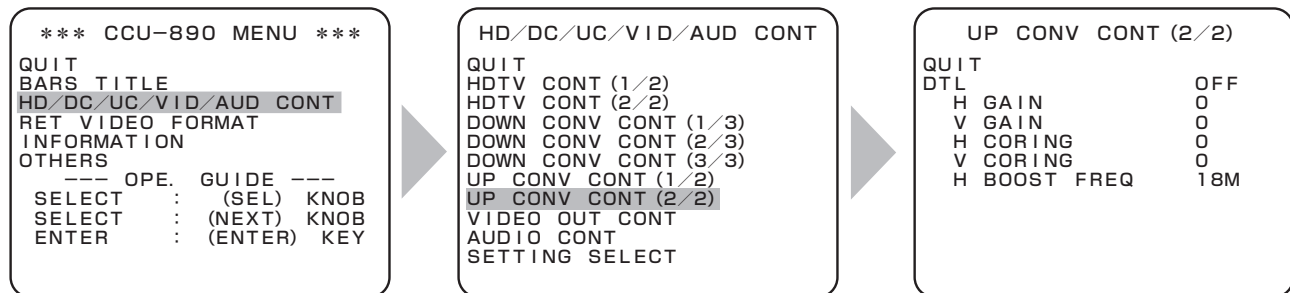 *** CCU-890 MENU ***
QUIT
BARS TITLE
HD/DC/UC/VID/AUD CONT
RET VIDEO FORMAT
INFORMATION
OTHERS
--- OPE. GUIDE ---
SELECT : (SEL) KNOB
SELECT : (NEXT) KNOB
ENTER : (ENTER) KEY
HD/DC/UC/VID/AUD CONT
QUIT
HDTV CONT (1/2)
HDTV CONT (2/2)
DOWN CONV CONT (1/3)
DOWN CONV CONT (2/3)
DOWN CONV CONT (3/3)
UP CONV CONT (1/2)
UP CONV CONT (2/2)
VIDEO OUT CONT
AUDIO CONT
SETTING SELECT
UP CONV CONT (2/2)
QUIT
DTL OFF
H GAIN 0
V GAIN 0
H CORING 0
V CORING 0
H BOOST FREQ 18M